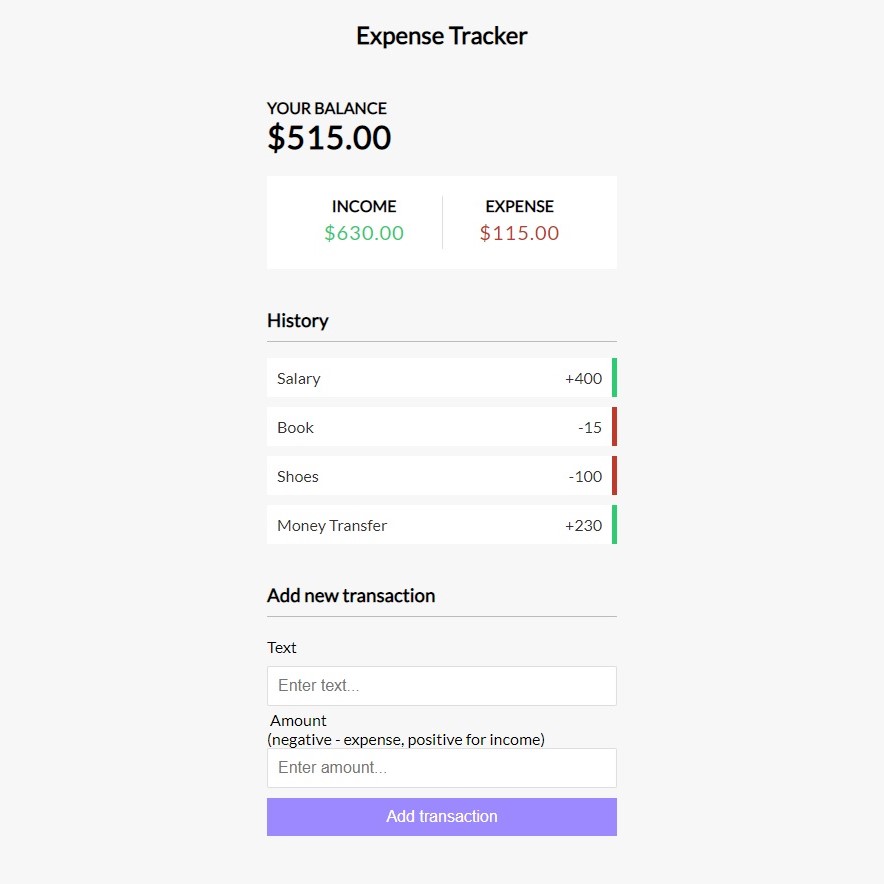 Expense Tracker
YOUR BALANCE
$515.00
INCOME EXPENSE
$630.00 $115.00
History
Salary +400
Book -15
Shoes -100
Money Transfer +230
Add new transaction
Text
Enter text...
Amount
(negative - expense, positive for income)
Enter amount...
Add transaction